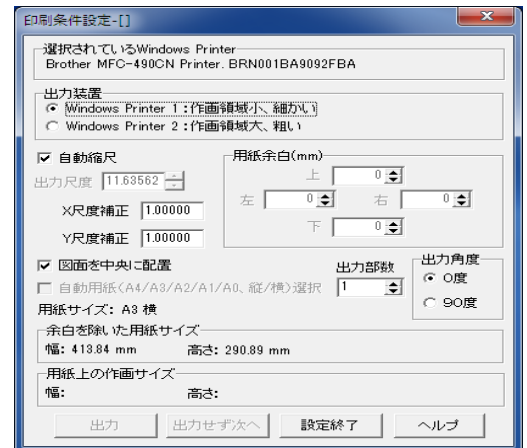 印刷条件設定-[]
選択されているWindows Printer
Brother MFC-490CN Printer. BRN001BA9092FBA
出力装置
Windows Printer 1 :作画領域小、細かい
Windows Printer 2 :作画領域大、粗い
自動縮尺
出力尺度 11.63562
X尺度補正 1.00000
Y尺度補正 1.00000
用紙余白(mm)
上 0
左 0 右 0
下 0
図面を中央に配置
自動用紙(A4/A3/A2/A1/A0、縦/横)選択
出力部数
1
出力角度
0度
90度
用紙サイズ: A3 横
余白を除いた用紙サイズ
幅: 413.84 mm 高さ: 290.89 mm
用紙上の作画サイズ
幅: 高さ:
出力 出力せず次へ 設定終了 ヘルプ